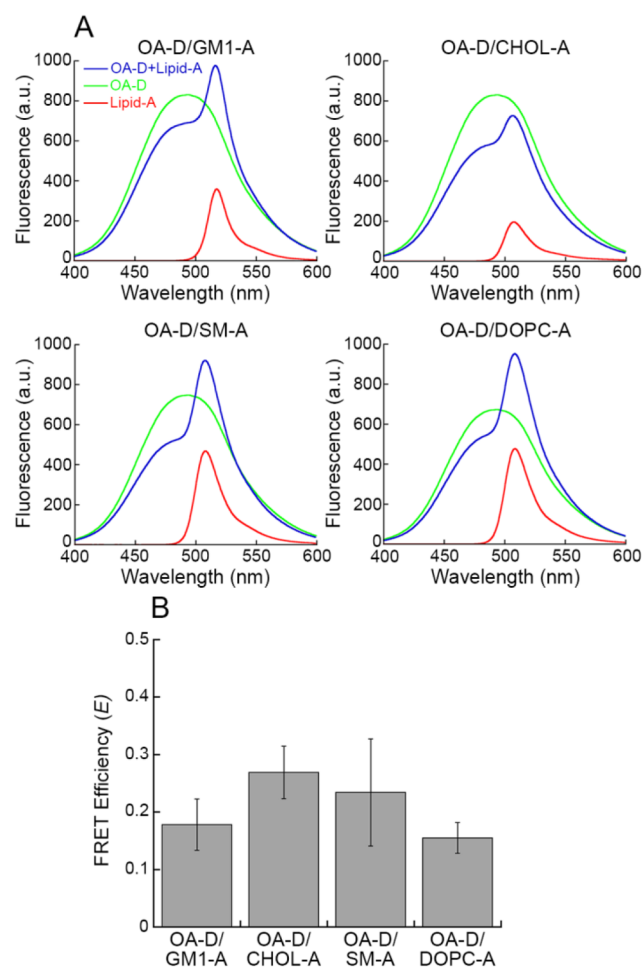 A
OA-D/GM1-A
OA-D+Lipid-A
OA-D
Lipid-A
Fluorescence (a.u.)
1000
800
600
400
200
0
400
450
500
550
600
Wavelength (nm)
OA-D/CHOL-A
Fluorescence (a.u.)
1000
800
600
400
200
0
400
450
500
550
600
Wavelength (nm)
OA-D/SM-A
Fluorescence (a.u.)
1000
800
600
400
200
0
400
450
500
550
600
Wavelength (nm)
OA-D/DOPC-A
Fluorescence (a.u.)
1000
800
600
400
200
0
400
450
500
550
600
Wavelength (nm)
B
FRET Efficiency (E)
0.5
0.4
0.3
0.2
0.1
0
OA-D/
GM1-A
OA-D/
CHOL-A
OA-D/
SM-A
OA-D/
DOPC-A